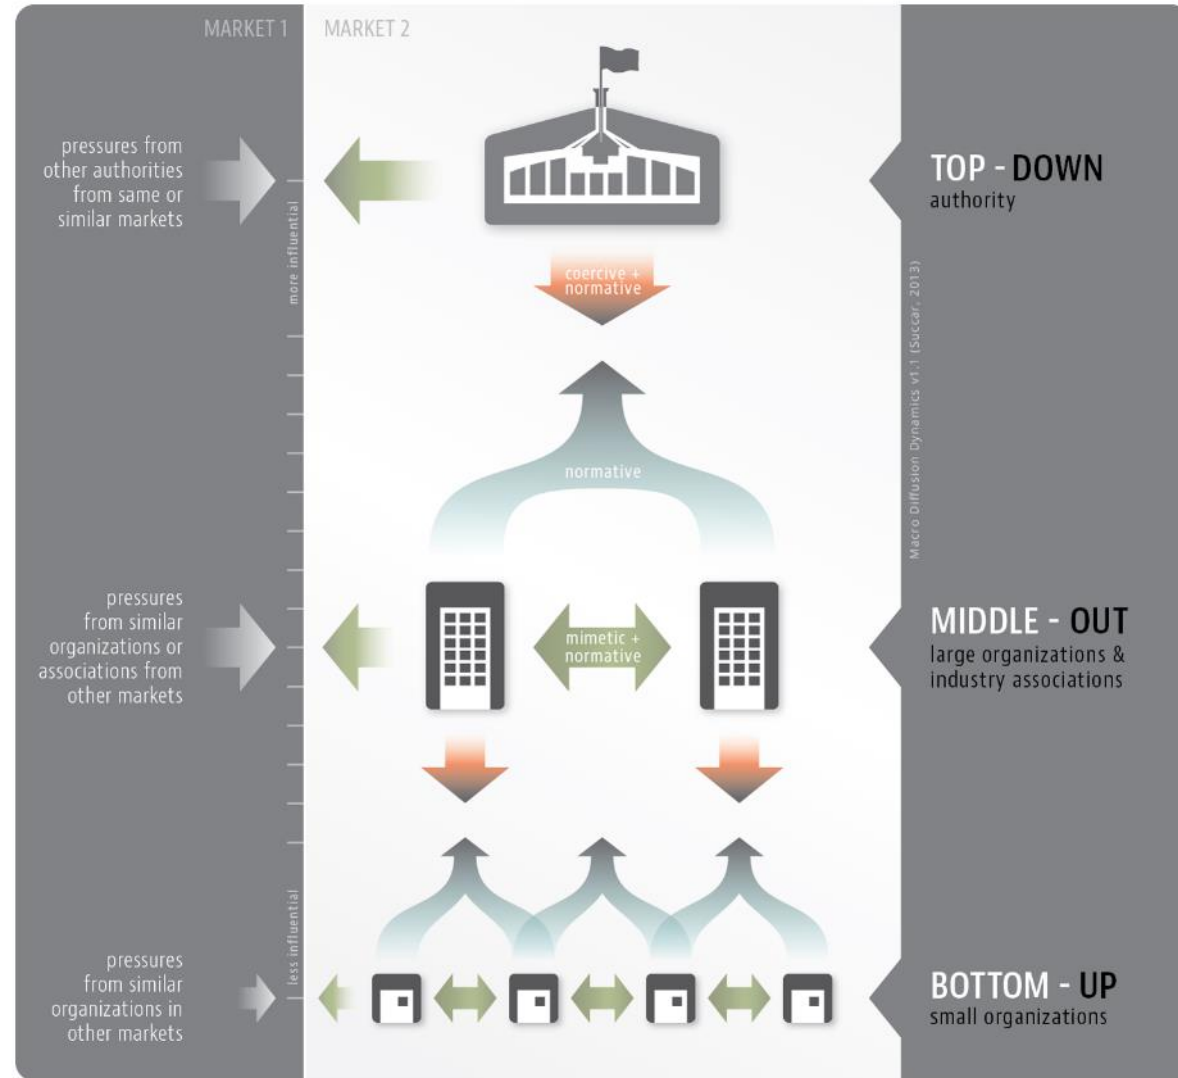 MARKET 1
MARKET 2
pressures from
other authorities
from same or
similar markets
more influential
coercive +
normative
TOP - DOWN
authority
Macro Diffusion Dynamics v1.1 (Succar, 2013)
normative
pressures
from similar
organizations or
associations from
other markets
mimetic +
normative
MIDDLE - OUT
large organizations &
industry associations
less influential
pressures
from similar
organizations in
other markets
BOTTOM - UP
small organizations